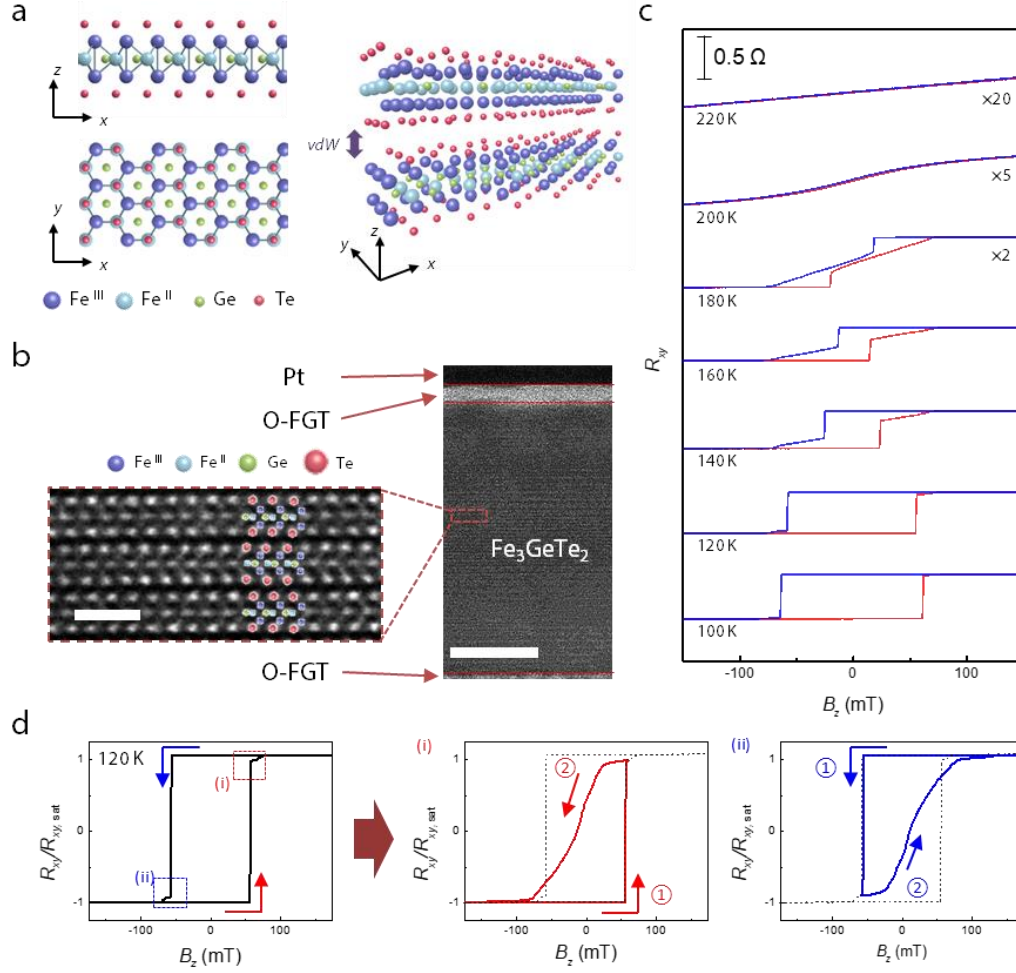 a
z
x
y
x
vdW
y
z
x
Fe III Fe II Ge Te
b
Pt
O-FGT
Fe III Fe II Ge Te
Fe3GeTe2
O-FGT
c
0.5 Ω
220 K ×20
200 K ×5
180 K ×2
160 K
140 K
120 K
100 K
Rxy
-100 0 100
Bz (mT)
d
120 K
(i)
(ii)
1
0
-1
Rxy/Rxy, sat
-100 0 100
Bz (mT)
(i)
②
①
1
0
-1
Rxy/Rxy, sat
-100 0 100
Bz (mT)
(ii)
①
②
1
0
-1
Rxy/Rxy, sat
-100 0 100
Bz (mT)